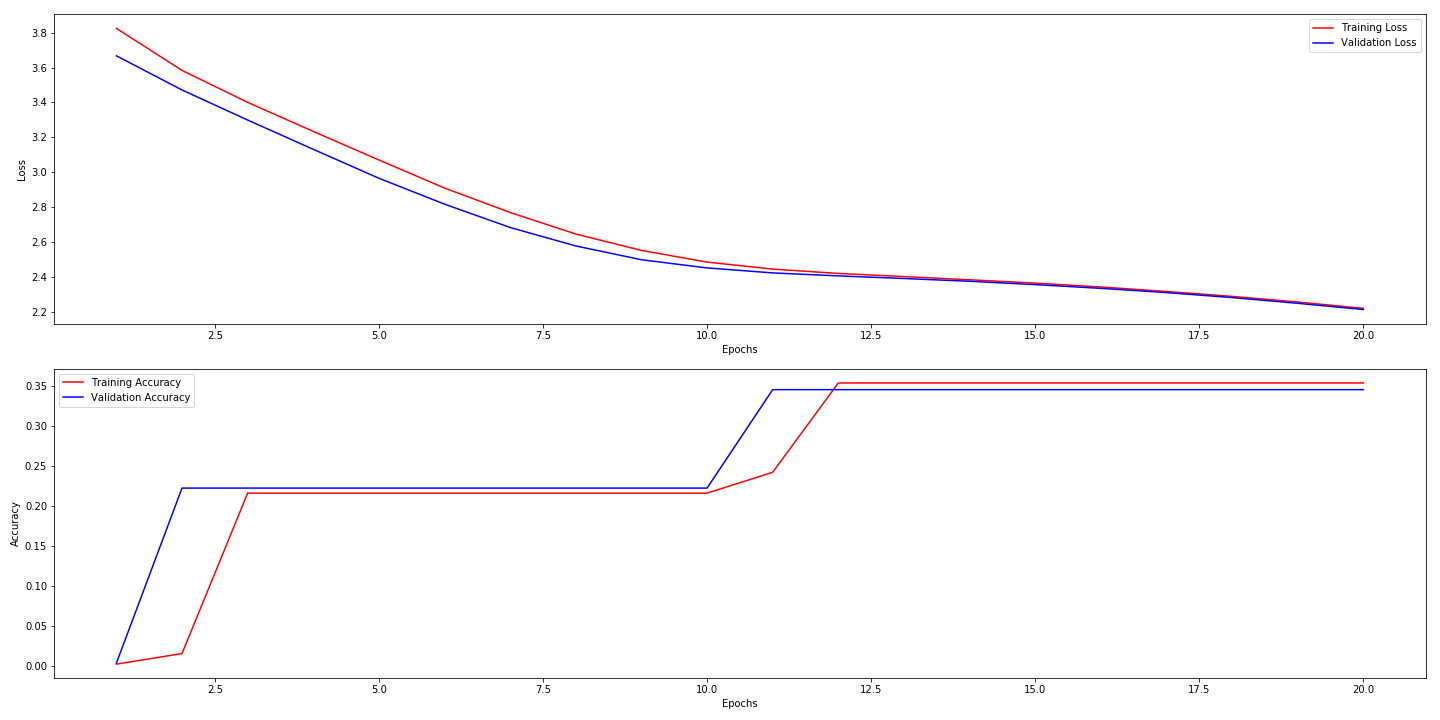 3.8
3.6
3.4
3.2
3.0
2.8
2.6
2.4
2.2
Loss
Training Loss
Validation Loss
2.5 5.0 7.5 10.0 12.5 15.0 17.5 20.0
Epochs
0.35
0.30
0.25
0.20
0.15
0.10
0.05
0.00
Accuracy
Training Accuracy
Validation Accuracy
2.5 5.0 7.5 10.0 12.5 15.0 17.5 20.0
Epochs